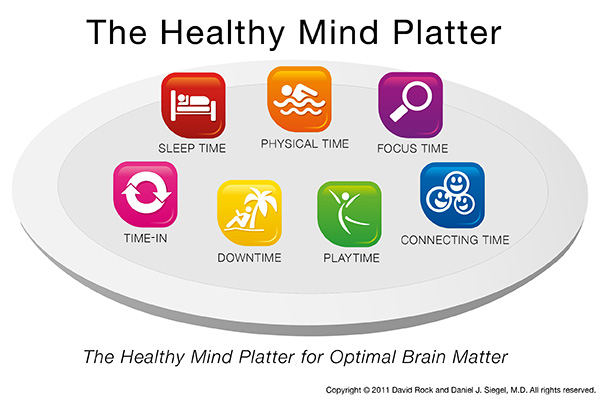 The Healthy Mind Platter
SLEEP TIME
PHYSICAL TIME
FOCUS TIME
TIME-IN
DOWNTIME
PLAYTIME
CONNECTING TIME
The Healthy Mind Platter for Optimal Brain Matter
Copyright © 2011 David Rock and Daniel J. Siegel, M.D. All rights reserved.